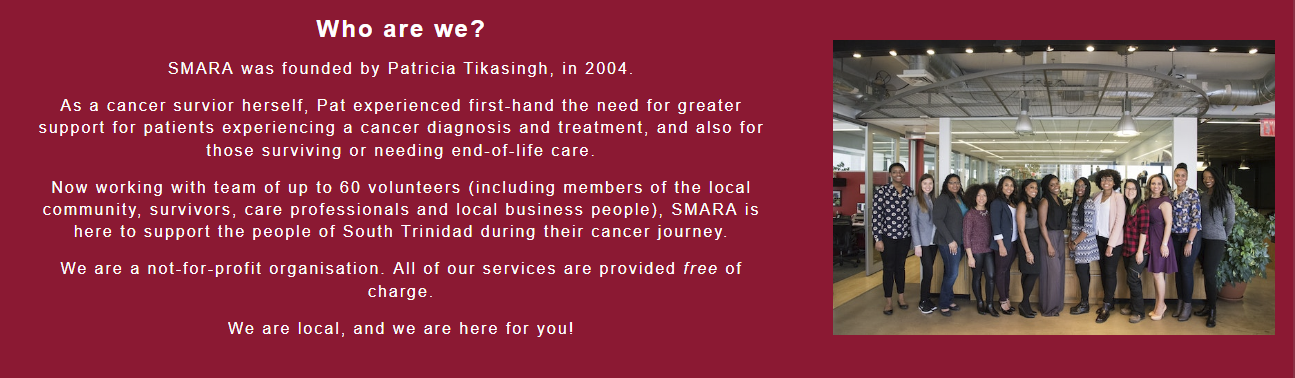 Who are we?
SMARA was founded by Patricia Tikasingh, in 2004.
As a cancer survior herself, Pat experienced first-hand the need for greater
support for patients experiencing a cancer diagnosis and treatment, and also for
those surviving or needing end-of-life care.
Now working with team of up to 60 volunteers (including members of the local
community, survivors, care professionals and local business people), SMARA is
here to support the people of South Trinidad during their cancer journey.
We are a not-for-profit organisation. All of our services are provided free of
charge.
We are local, and we are here for you!